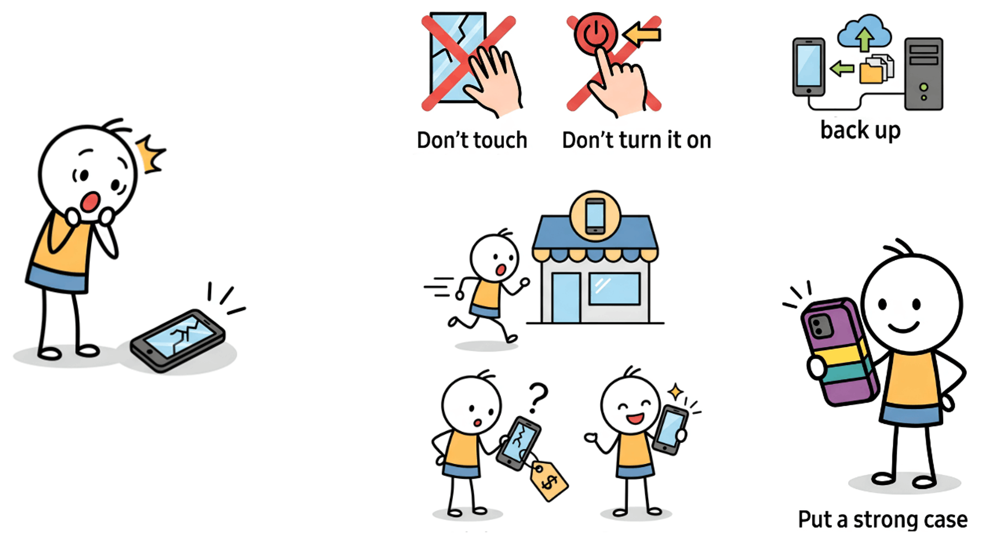 Don't touch
Don't turn it on
back up
?
$
Put a strong case